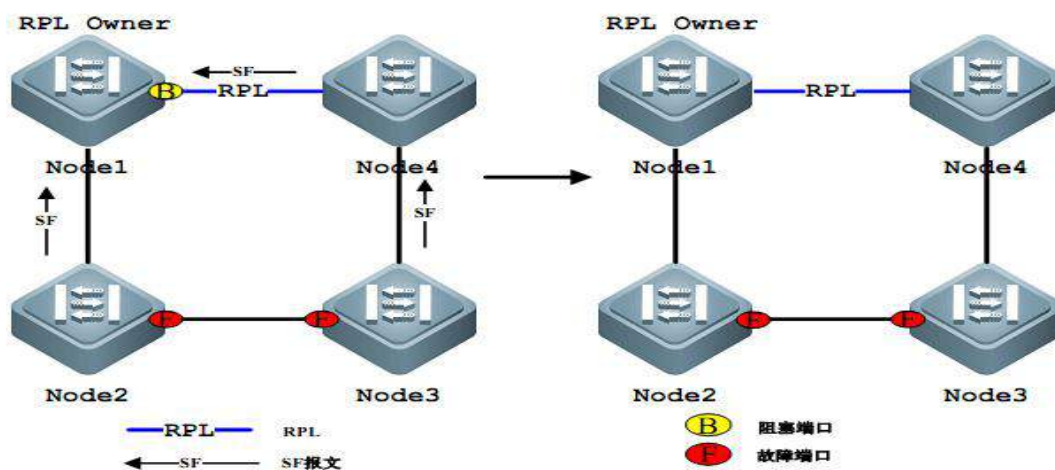 RPL Owner
SF
B
RPL
Node1
Node4
SF
SF
F
F
Node2
Node3
RPL Owner
RPL
Node1
Node4
F
F
Node2
Node3
RPL RPL
SF SF报文
B 阻塞端口
F 故障端口